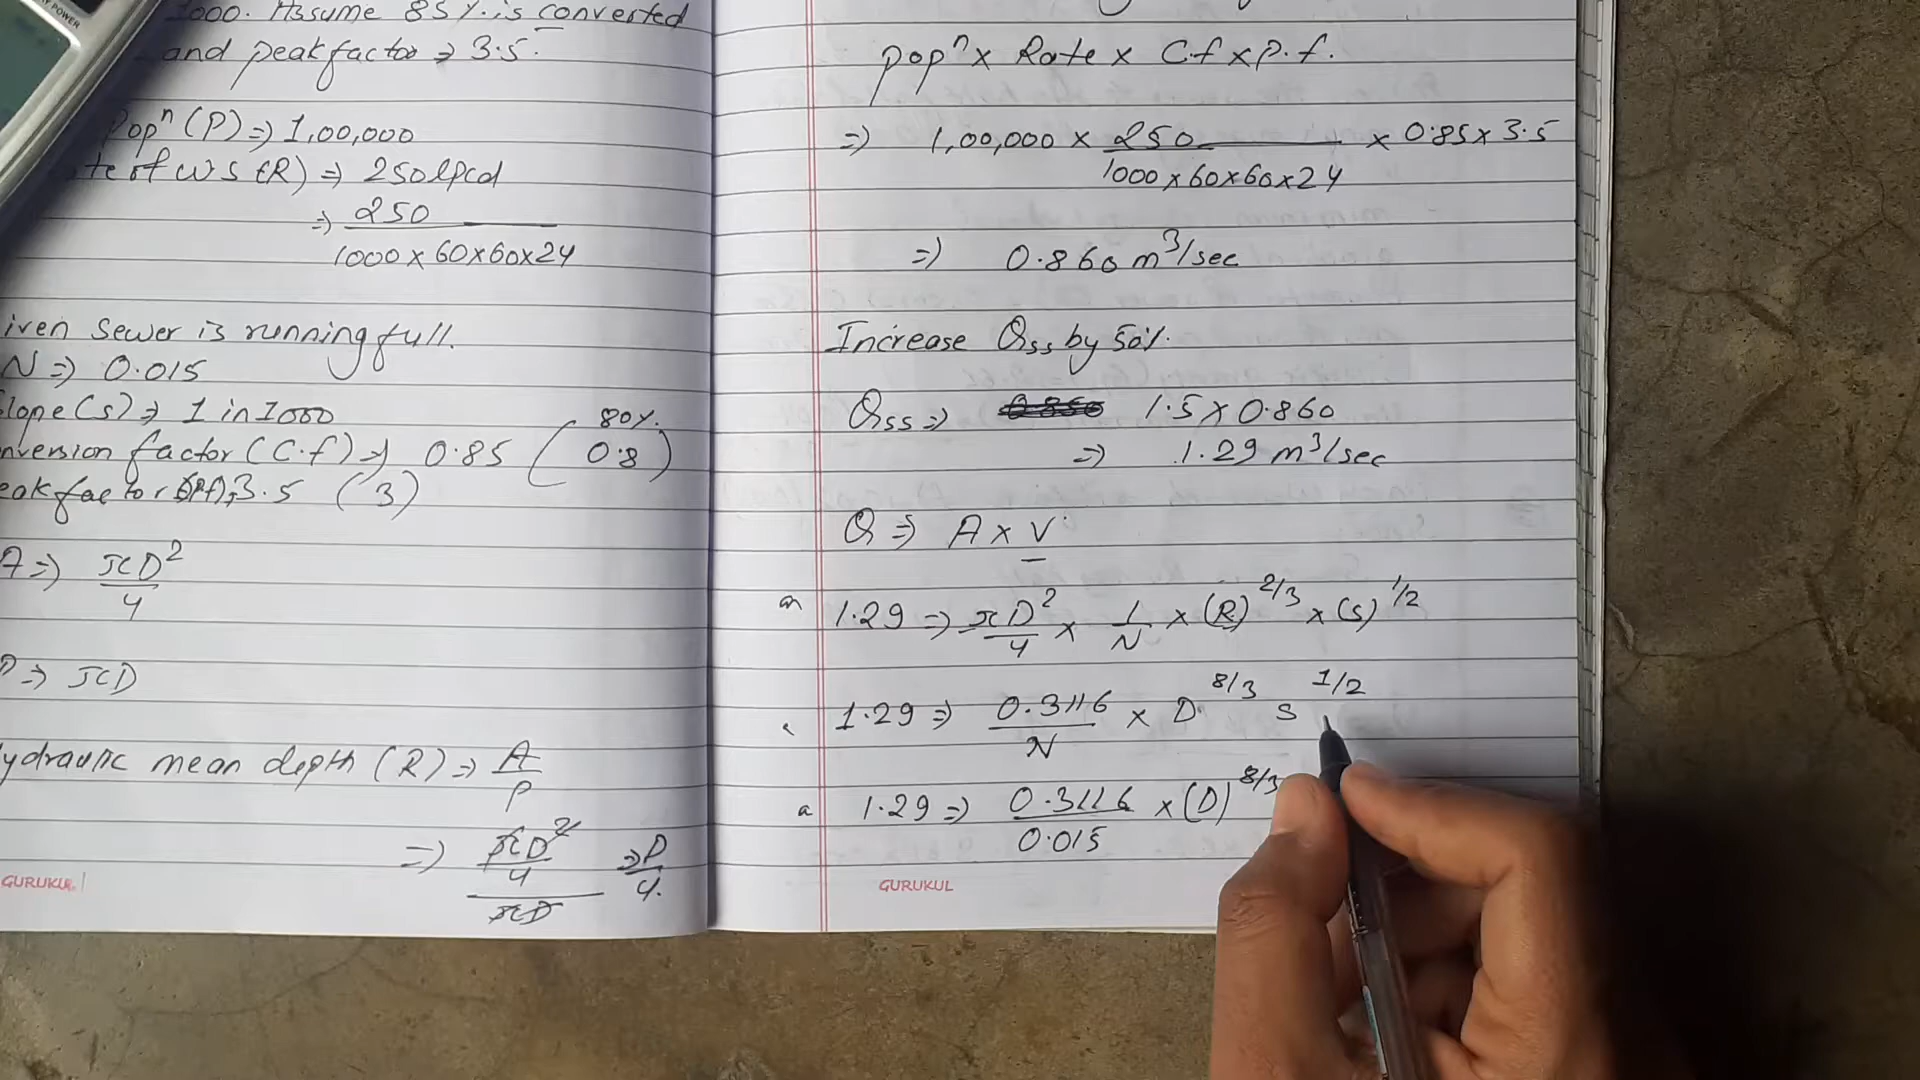 POWER
1000. Assume 85%. is converted
and peak factor → 3.5.
Popⁿ (P) ⇒ 1,00,000
te of WS (R) ⇒ 250 lpcd
⇒ 250
1000 × 60 × 60 × 24
iven Sewer is running full.
N ⇒ 0.015
lope (s) ⇒ 1 in 1000
80%.
nversion factor (C.f) ⇒ 0.85 ( 0.8 )
eak factor 3.5 ( 3 )
A ⇒ πD²
4
P ⇒ πD
ydraulic mean depth (R) ⇒ A
P
⇒ πD² ⇒ D
4 4.
πD
GURUKUL
popⁿ × Rate × C.f × P.f.
⇒ 1,00,000 × 250 × 0.85 × 3.5
1000 × 60 × 60 × 24
⇒ 0.860 m³/sec
Increase Qss by 50%.
Qss ⇒ 1.5 × 0.860
⇒ 1.29 m³/sec
Q ⇒ A × V
1.29 ⇒ πD² × 1 × (R)^2/3 × (S)^1/2
4 N
1.29 ⇒ 0.3116 × D^8/3 S^1/2
N
1.29 ⇒ 0.3116 × (D)^8/3
0.015
GURUKUL